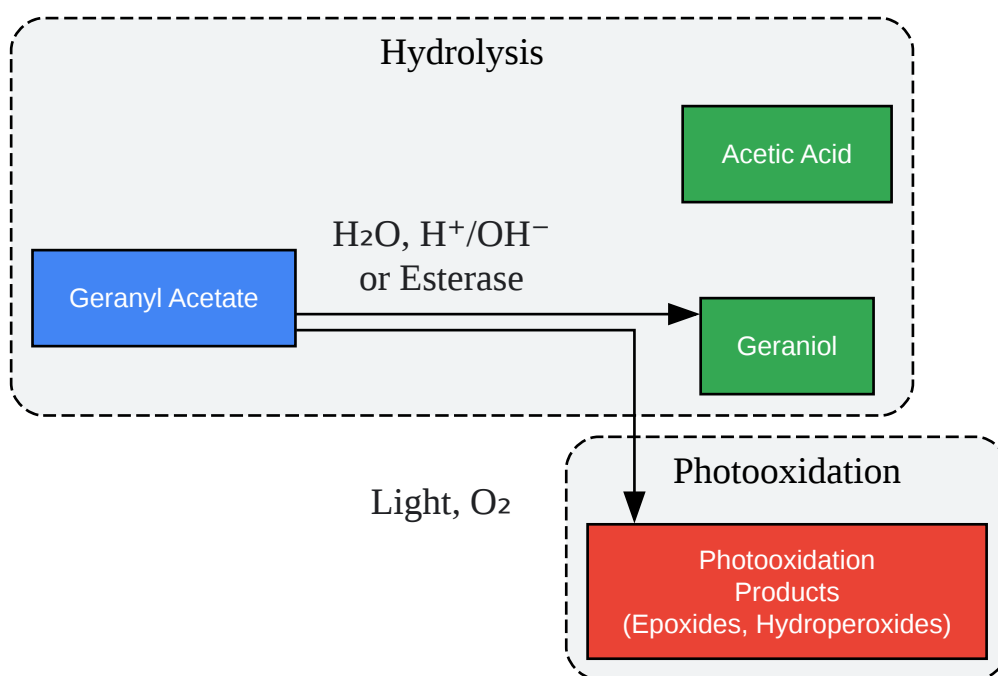 Hydrolysis
Acetic Acid
H₂O, H⁺/OH⁻
or Esterase
Geranyl Acetate
Geraniol
Photooxidation
Light, O₂
Photooxidation
Products
(Epoxides, Hydroperoxides)